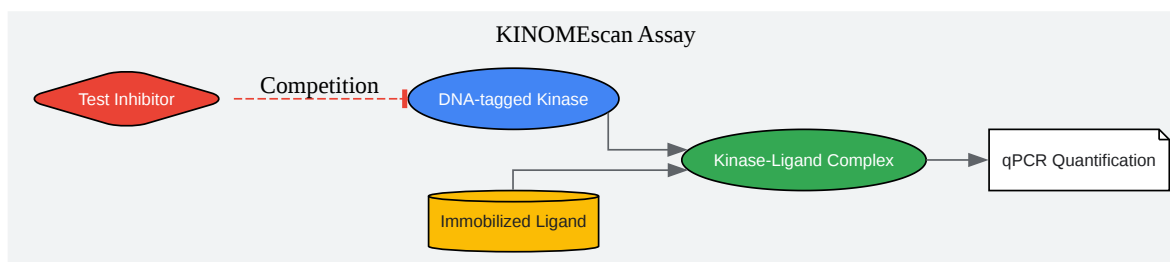 KINOMEscan Assay
Test Inhibitor
Competition
DNA-tagged Kinase
Kinase-Ligand Complex
qPCR Quantification
Immobilized Ligand